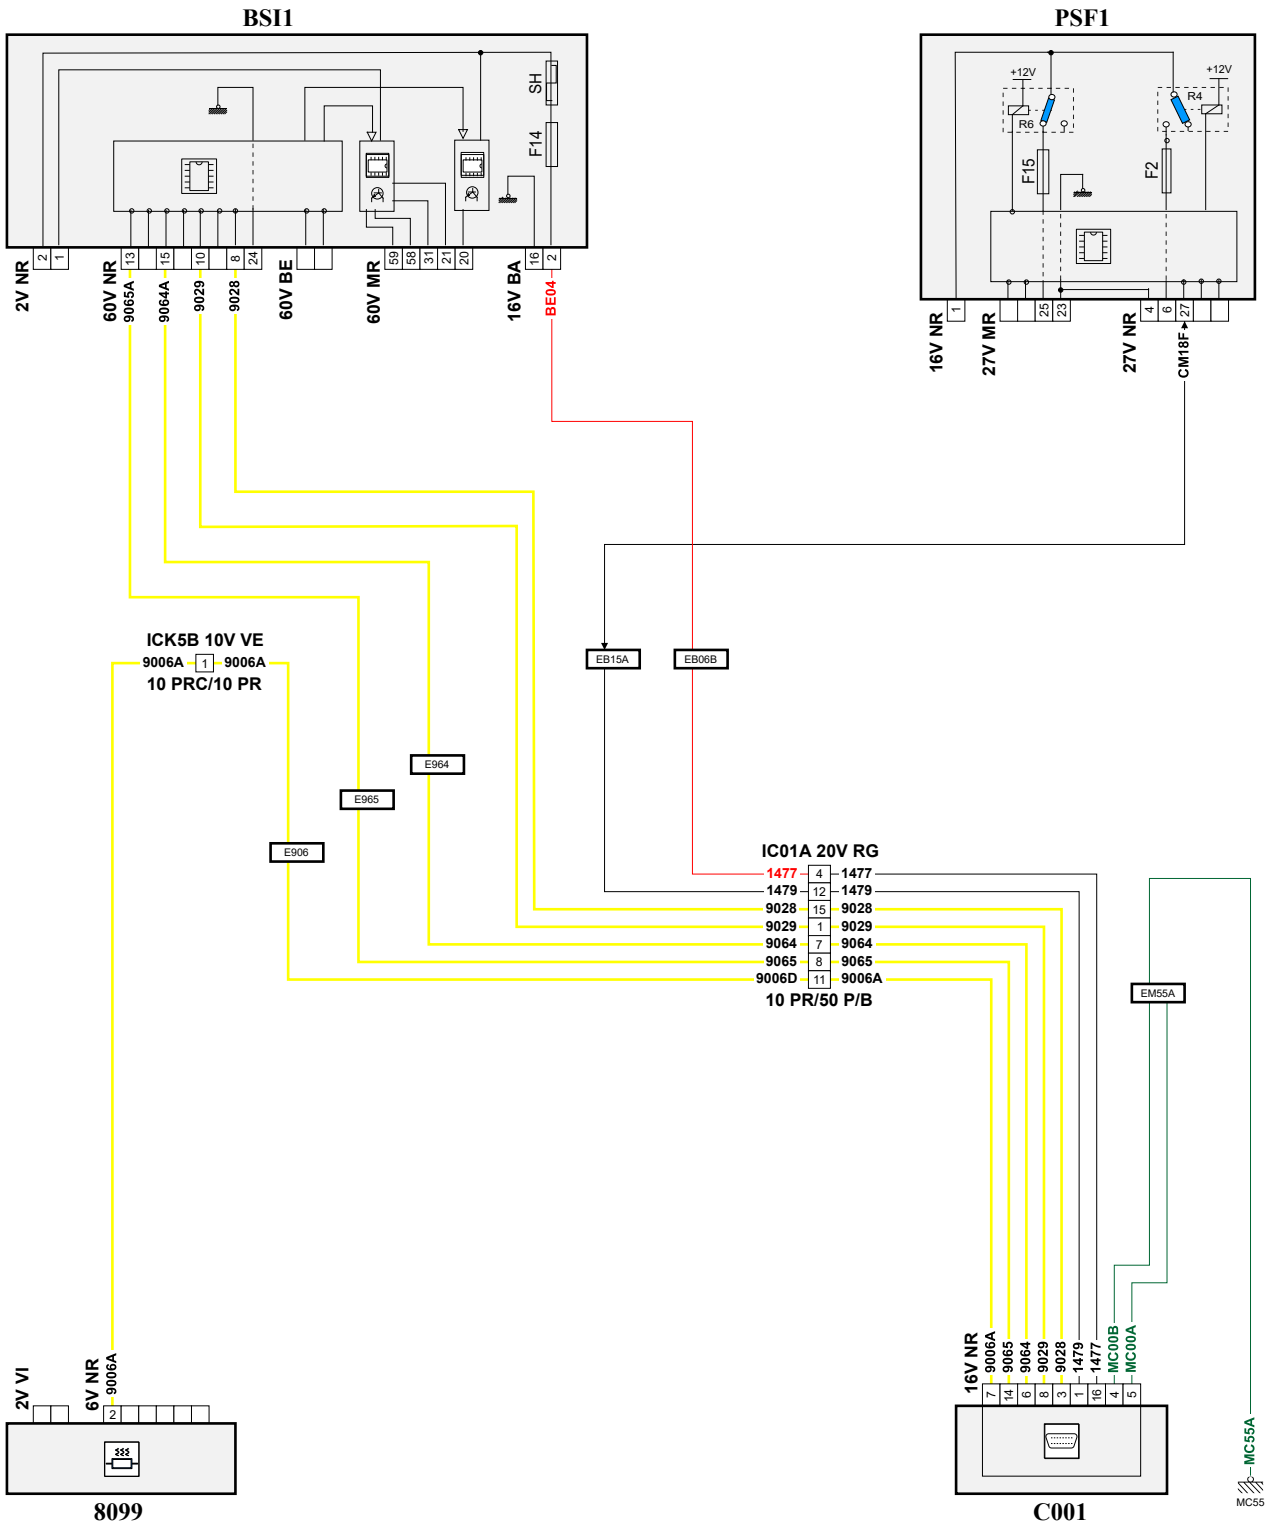 BSI1
PSF1
SH
F14
2 1
13 15 10 8 24
59 58 31 21 20
16 2
2V NR
60V NR
60V BE
60V MR
16V BA
9065A
9064A
9029
9028
BE04
+12V
+12V
R6
R4
F15
F2
1
25 23
4 6 27
16V NR
27V MR
27V NR
CM18F
ICK5B 10V VE
9006A 1 9006A
10 PRC/10 PR
EB15A
EB06B
E964
E965
E906
IC01A 20V RG
1477 4 1477
1479 12 1479
9028 15 9028
9029 1 9029
9064 7 9064
9065 8 9065
9006D 11 9006A
10 PR/50 P/B
EM55A
2V VI
6V NR
9006A
2
8099
16V NR
9006A
9065
9064
9029
9028
1479
1477
MC00B
MC00A
7 14 6 8 3 1 16 4 5
C001
MC55A
MC55